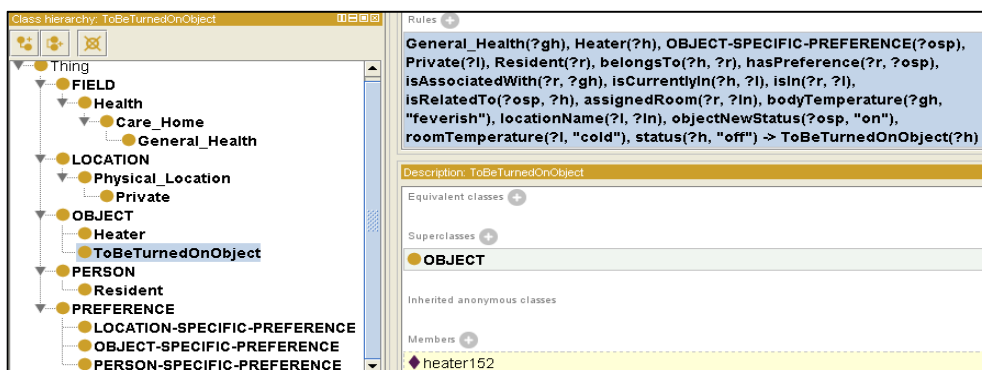 Class hierarchy: ToBeTurnedOnObject
Thing
FIELD
Health
Care_Home
General_Health
LOCATION
Physical_Location
Private
OBJECT
Heater
ToBeTurnedOnObject
PERSON
Resident
PREFERENCE
LOCATION-SPECIFIC-PREFERENCE
OBJECT-SPECIFIC-PREFERENCE
PERSON-SPECIFIC-PREFERENCE
Rules
General_Health(?gh), Heater(?h), OBJECT-SPECIFIC-PREFERENCE(?osp),
Private(?l), Resident(?r), belongsTo(?h, ?r), hasPreference(?r, ?osp),
isAssociatedWith(?r, ?gh), isCurrentlyIn(?h, ?l), isIn(?r, ?l),
isRelatedTo(?osp, ?h), assignedRoom(?r, ?ln), bodyTemperature(?gh,
"feverish"), locationName(?l, ?ln), objectNewStatus(?osp, "on"),
roomTemperature(?l, "cold"), status(?h, "off") -> ToBeTurnedOnObject(?h)
Description: ToBeTurnedOnObject
Equivalent classes
Superclasses
OBJECT
Inherited anonymous classes
Members
heater152